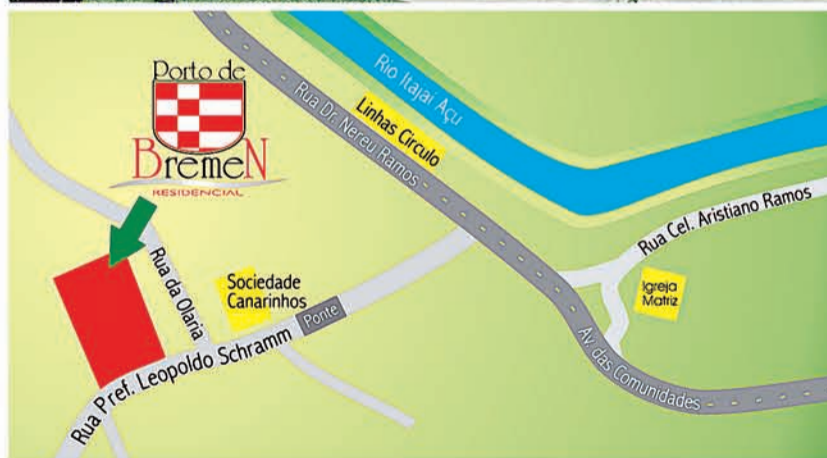 Porto de
BremeN
RESIDENCIAL
Rio Itajaí Açu
Linhas Circulo
Rua Dr. Nereu Ramos
Rua Cel. Aristiano Ramos
Igreja
Matriz
Rua da Olaria
Sociedade
Canarinhos
Ponte
Rua Pref. Leopoldo Schramm
Av das Comunidades